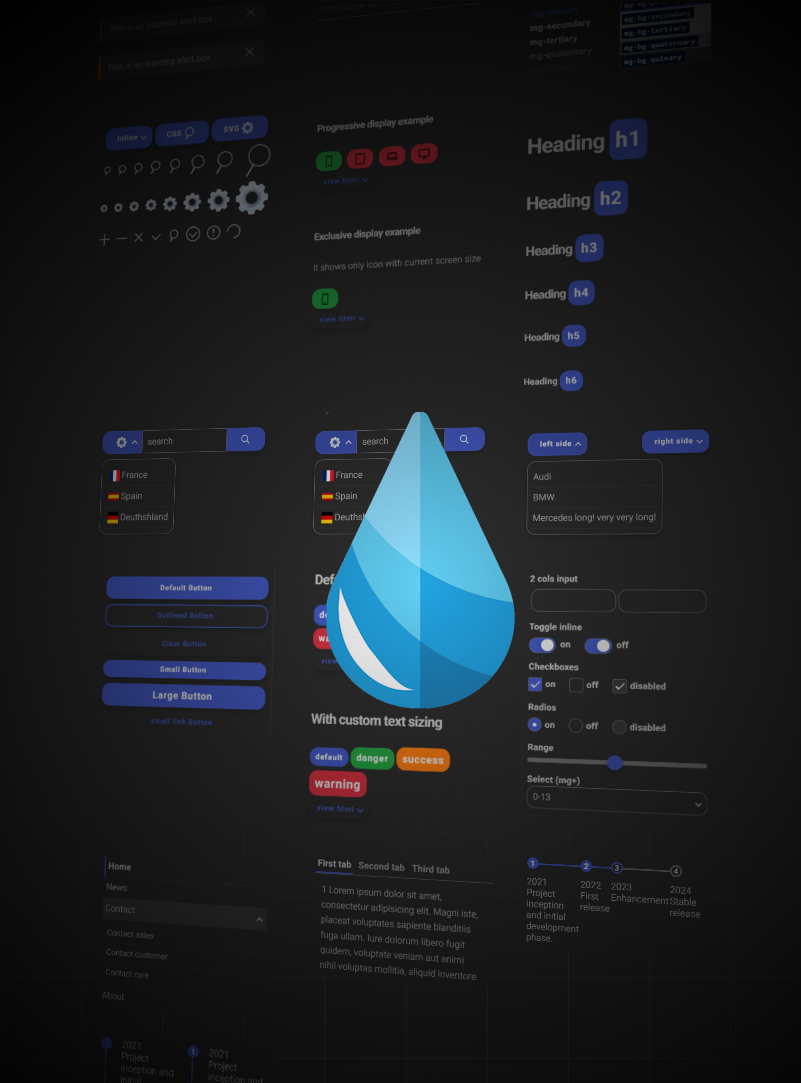 This is an success alert box.
This is an warning alert box.
mg-secondary
mg-tertiary
mg-quaternary
mg-bg-secondary
mg-bg-tertiary
mg-bg-quaternary
mg-bg-quinary
Inline
CSS
SVG
Progressive display example
view html
Exclusive display example
It shows only icon with current screen size
view html
Heading h1
Heading h2
Heading h3
Heading h4
Heading h5
Heading h6
search
France
Spain
Deuthshland
search
France
Spain
left side
right side
Audi
BMW
Mercedes long! very very long!
Default Button
Outlined Button
Clear Button
Small Button
Large Button
small link Button
With custom text sizing
default
danger
success
warning
view html
2 cols input
Toggle inline
on
off
Checkboxes
on
off
disabled
Radios
on
off
disabled
Range
Select (mg+)
0-13
Home
News
Contact
Contact sales
Contact customer
Contact care
About
First tab
Second tab
Third tab
1 Lorem ipsum dolor sit amet,
consectetur adipisicing elit. Magni iste,
placeat voluptates sapiente blanditiis
fuga ullam. Iure dolorum libero fugit
quidem, voluptate veniam aut animi
nihil voluptas mollitia, aliquid inventore.
1
2021
Project
inception
and initial
development
phase.
2
2022
First
release
3
2023
Enhancement
4
2024
Stable
release
2021
Project
inception and
initial
1
2021
Project
inception and